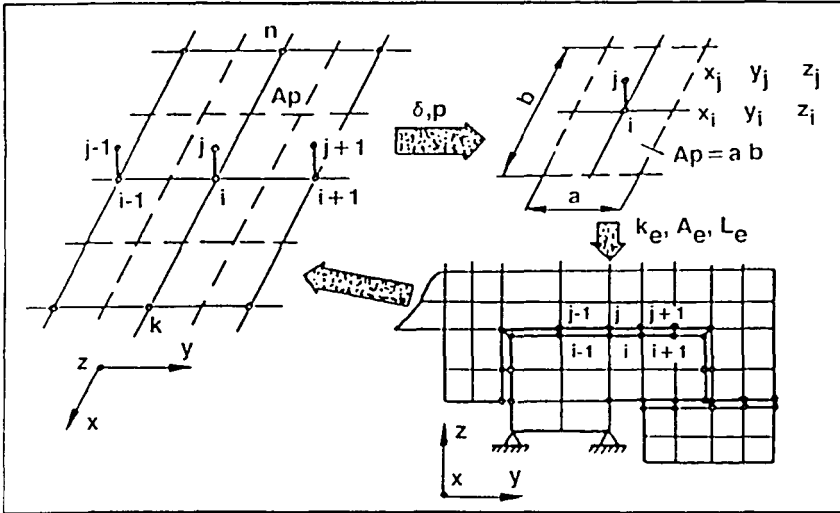 n
Ap
j-1 j j+1
i-1 i i+1
k
z y
x
δ,p
b
j
i
a
xj yj zj
xi yi zi
Ap = a b
ke, Ae, Le
j-1 j j+1
i-1 i i+1
z
x y